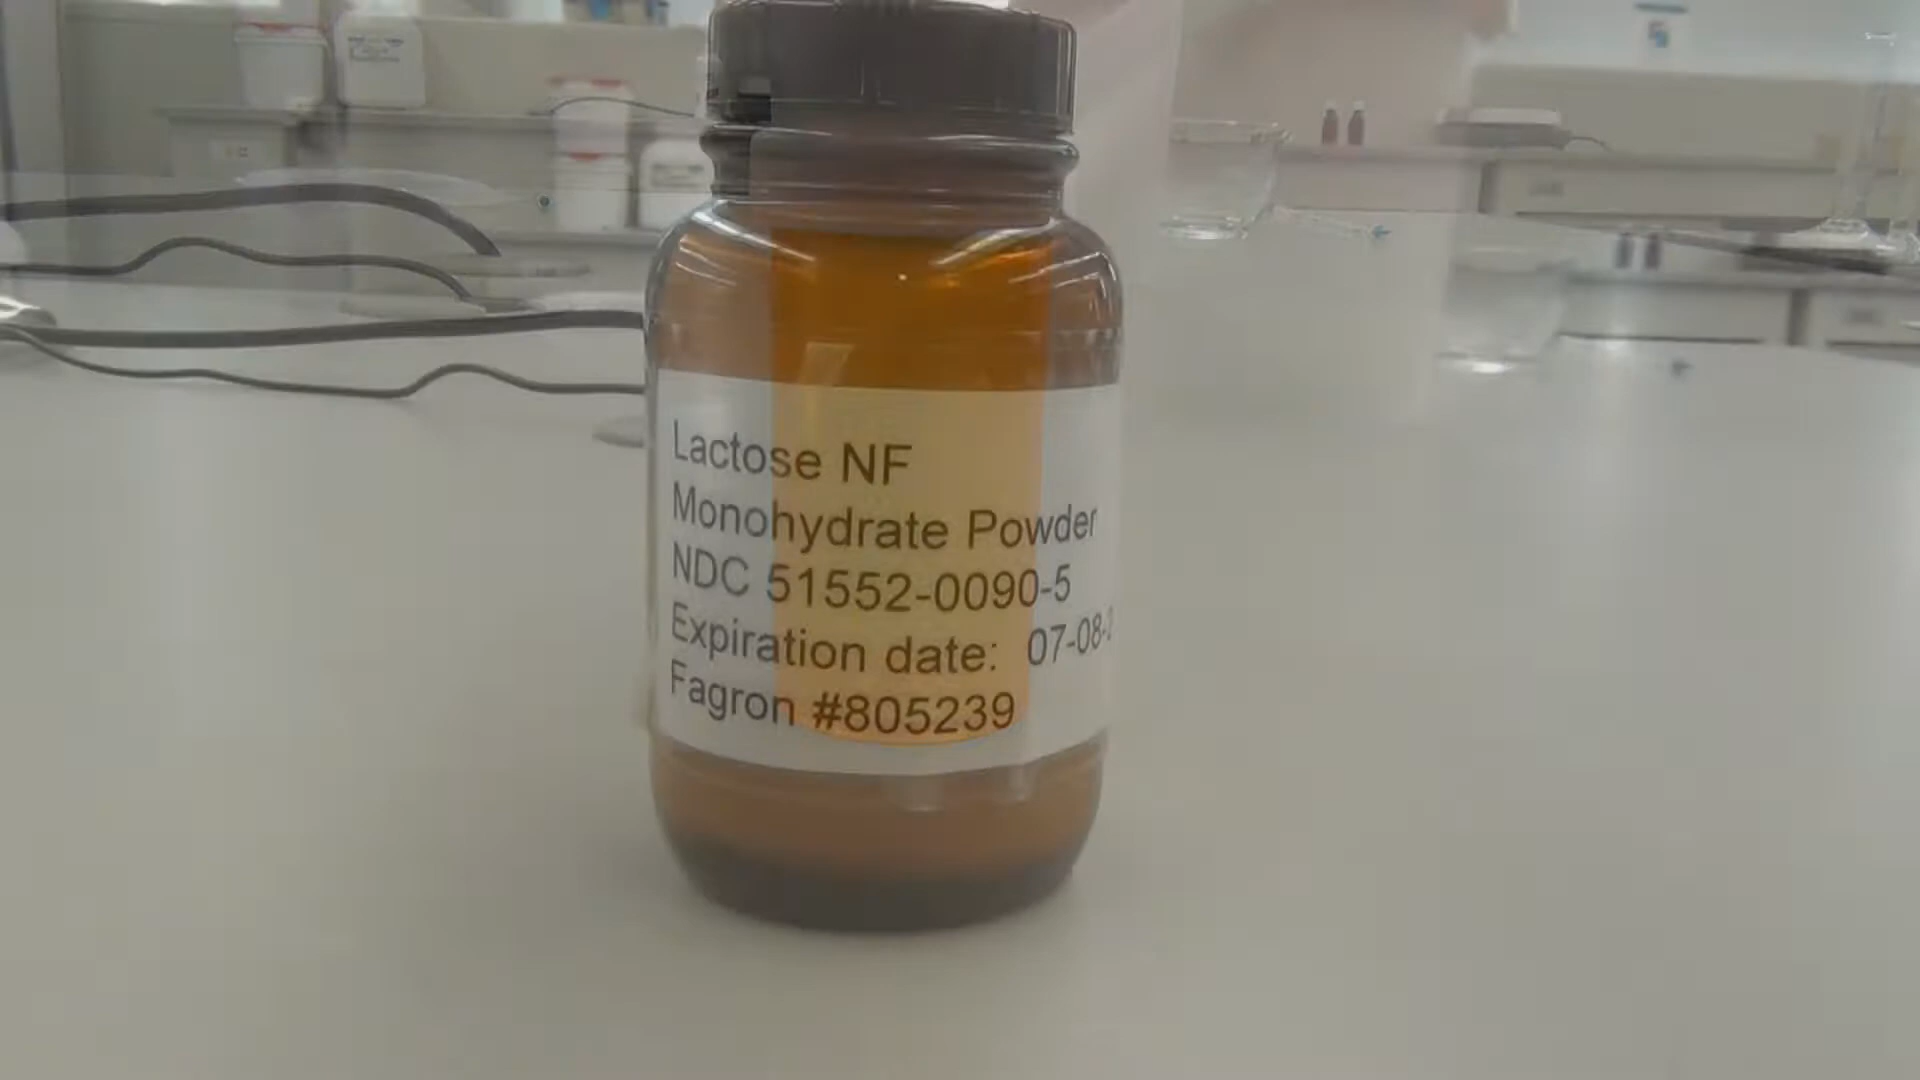 Lactose NF
Monohydrate Powder
NDC 51552-0090-5
Expiration date: 07-08-
Fagron #805239